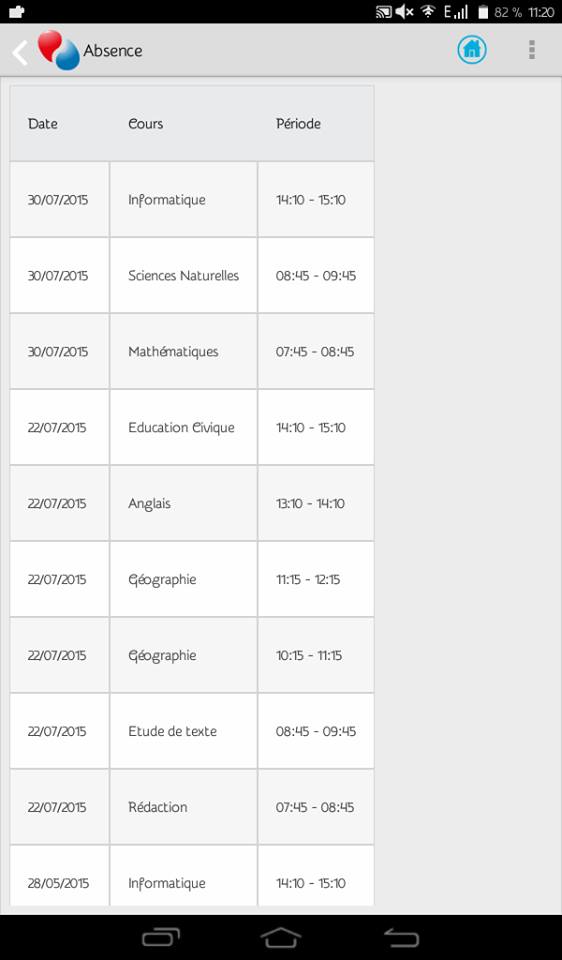 E 82 % 11:20
Absence
Date Cours Période
30/07/2015 Informatique 14:10 - 15:10
30/07/2015 Sciences Naturelles 08:45 - 09:45
30/07/2015 Mathématiques 07:45 - 08:45
22/07/2015 Education Civique 14:10 - 15:10
22/07/2015 Anglais 13:10 - 14:10
22/07/2015 Géographie 11:15 - 12:15
22/07/2015 Géographie 10:15 - 11:15
22/07/2015 Etude de texte 08:45 - 09:45
22/07/2015 Rédaction 07:45 - 08:45
28/05/2015 Informatique 14:10 - 15:10